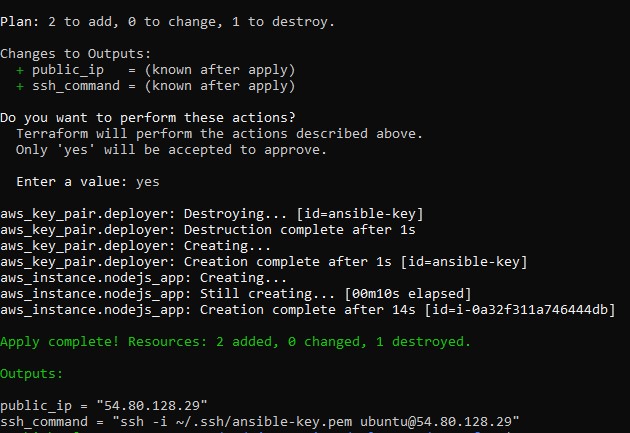 Plan: 2 to add, 0 to change, 1 to destroy.
Changes to Outputs:
+ public_ip   = (known after apply)
+ ssh_command = (known after apply)
Do you want to perform these actions?
Terraform will perform the actions described above.
Only 'yes' will be accepted to approve.
Enter a value: yes
aws_key_pair.deployer: Destroying... [id=ansible-key]
aws_key_pair.deployer: Destruction complete after 1s
aws_key_pair.deployer: Creating...
aws_key_pair.deployer: Creation complete after 1s [id=ansible-key]
aws_instance.nodejs_app: Creating...
aws_instance.nodejs_app: Still creating... [00m10s elapsed]
aws_instance.nodejs_app: Creation complete after 14s [id=i-0a32f311a746444db]
Apply complete! Resources: 2 added, 0 changed, 1 destroyed.
Outputs:
public_ip = "54.80.128.29"
ssh_command = "ssh -i ~/.ssh/ansible-key.pem ubuntu@54.80.128.29"